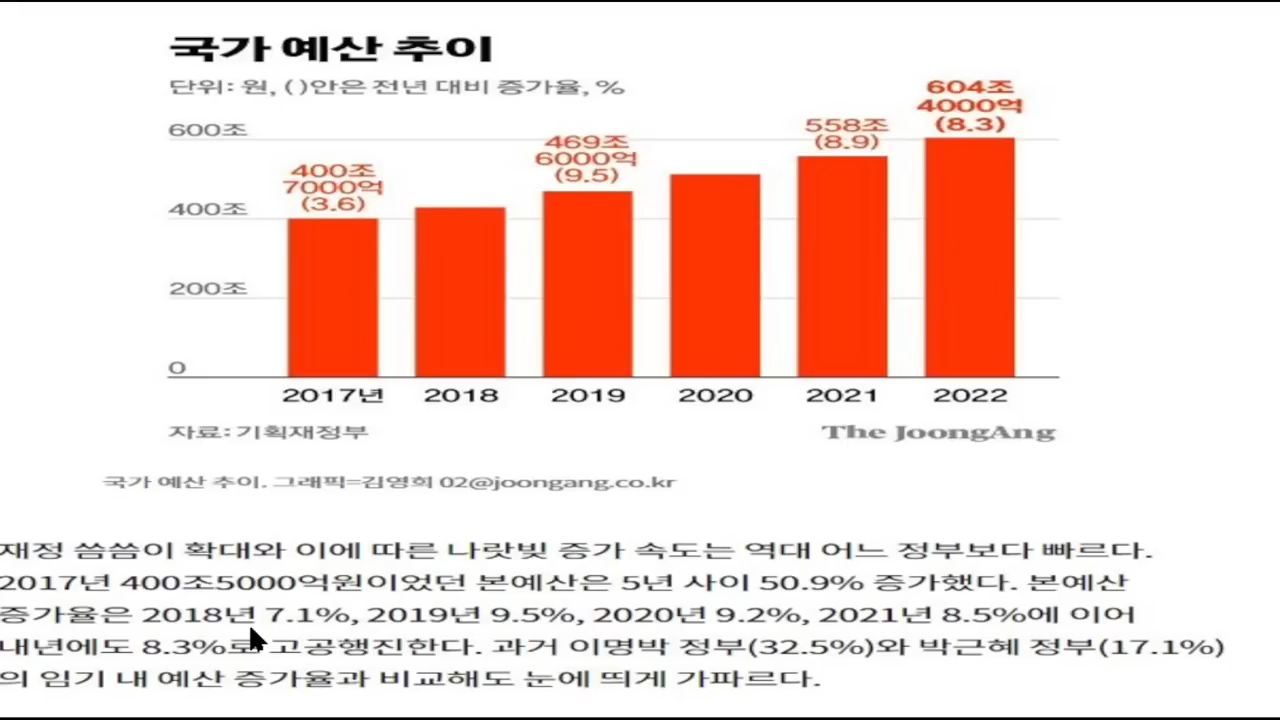 국가 예산 추이
단위: 원, ( )안은 전년 대비 증가율, %
600조
400조
200조
0
400조
7000억
(3.6)
469조
6000억
(9.5)
558조
(8.9)
604조
4000억
(8.3)
2017년 2018 2019 2020 2021 2022
자료: 기획재정부
The JoongAng
국가 예산 추이. 그래픽=김영희 02@joongang.co.kr
재정 씀씀이 확대와 이에 따른 나랏빚 증가 속도는 역대 어느 정부보다 빠르다.
2017년 400조5000억원이었던 본예산은 5년 사이 50.9% 증가했다. 본예산
증가율은 2018년 7.1%, 2019년 9.5%, 2020년 9.2%, 2021년 8.5%에 이어
내년에도 8.3%로 고공행진한다. 과거 이명박 정부(32.5%)와 박근혜 정부(17.1%)
의 임기 내 예산 증가율과 비교해도 눈에 띄게 가파르다.